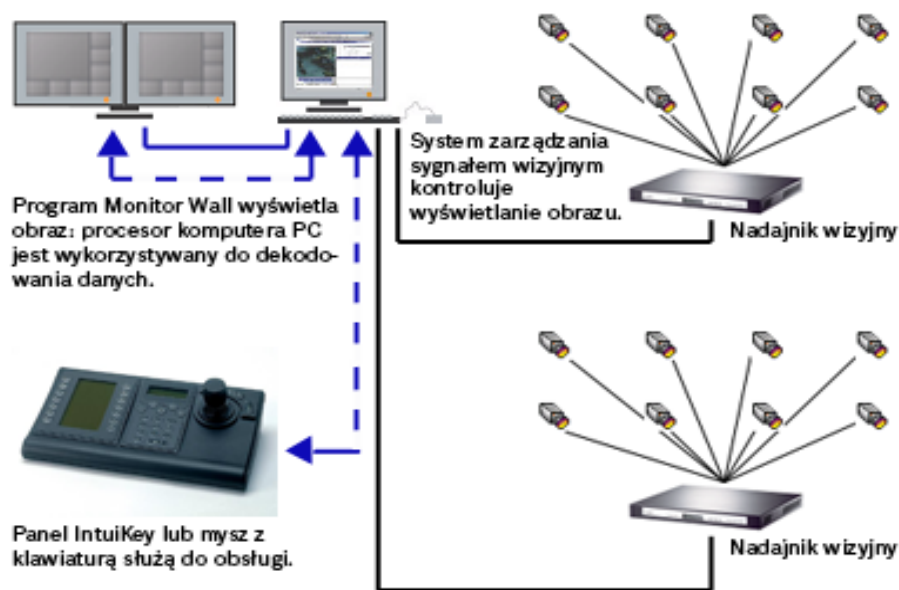 System zarządzania
sygnałem wizyjnym
kontroluje
wyświetlanie obrazu.
Nadajnik wizyjny
Program Monitor Wall wyświetla
obraz: procesor komputera PC
jest wykorzystywany do dekodo-
wania danych.
Panel IntuiKey lub mysz z
klawiaturą służą do obsługi.
Nadajnik wizyjny